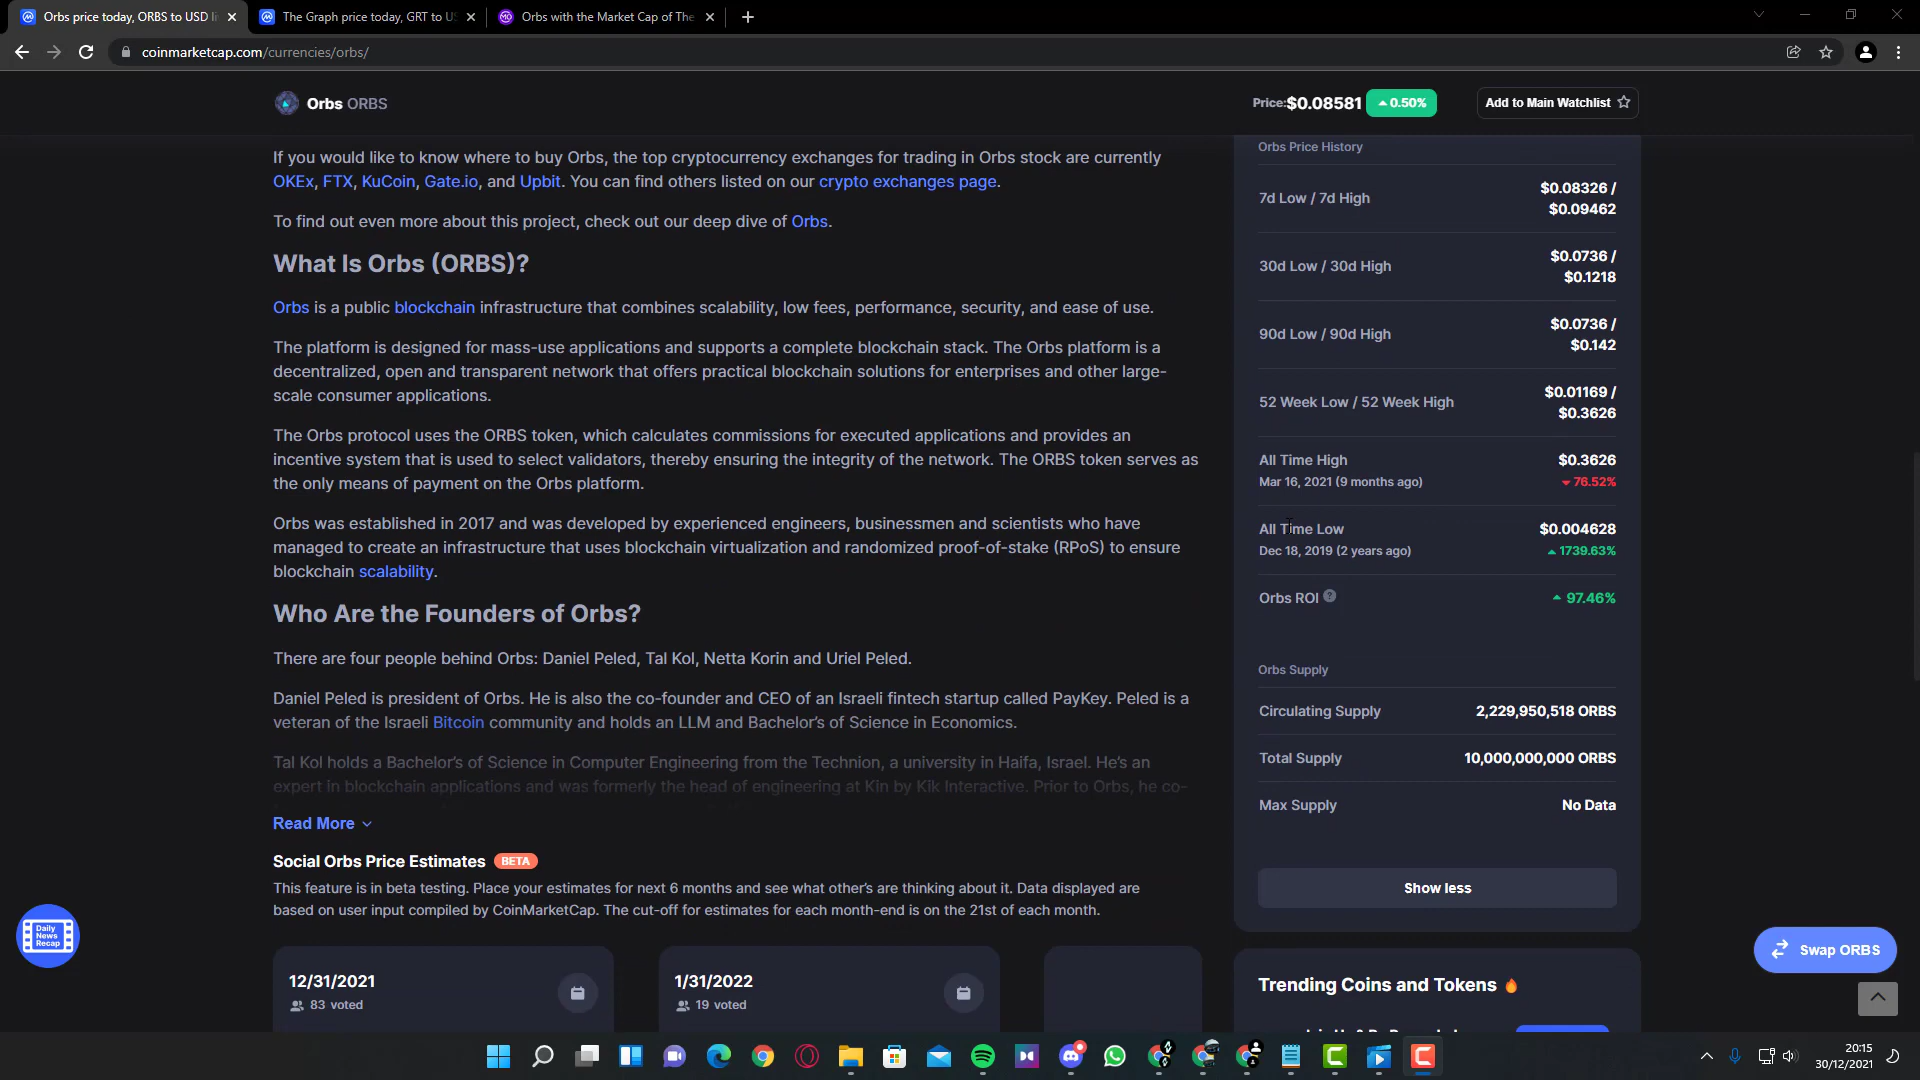 Orbs price today, ORBS to USD li
The Graph price today, GRT to US
Orbs with the Market Cap of The
coinmarketcap.com/currencies/orbs/
Orbs ORBS
Price:$0.08581
0.50%
Add to Main Watchlist
If you would like to know where to buy Orbs, the top cryptocurrency exchanges for trading in Orbs stock are currently
OKEx, FTX, KuCoin, Gate.io, and Upbit. You can find others listed on our crypto exchanges page.
To find out even more about this project, check out our deep dive of Orbs.
What Is Orbs (ORBS)?
Orbs is a public blockchain infrastructure that combines scalability, low fees, performance, security, and ease of use.
The platform is designed for mass-use applications and supports a complete blockchain stack. The Orbs platform is a
decentralized, open and transparent network that offers practical blockchain solutions for enterprises and other large-
scale consumer applications.
The Orbs protocol uses the ORBS token, which calculates commissions for executed applications and provides an
incentive system that is used to select validators, thereby ensuring the integrity of the network. The ORBS token serves as
the only means of payment on the Orbs platform.
Orbs was established in 2017 and was developed by experienced engineers, businessmen and scientists who have
managed to create an infrastructure that uses blockchain virtualization and randomized proof-of-stake (RPoS) to ensure
blockchain scalability.
Who Are the Founders of Orbs?
There are four people behind Orbs: Daniel Peled, Tal Kol, Netta Korin and Uriel Peled.
Daniel Peled is president of Orbs. He is also the co-founder and CEO of an Israeli fintech startup called PayKey. Peled is a
veteran of the Israeli Bitcoin community and holds an LLM and Bachelor's of Science in Economics.
Tal Kol holds a Bachelor's of Science in Computer Engineering from the Technion, a university in Haifa, Israel. He's an
expert in blockchain applications and was formerly the head of engineering at Kin by Kik Interactive. Prior to Orbs, he co-
Read More
Social Orbs Price Estimates BETA
This feature is in beta testing. Place your estimates for next 6 months and see what other's are thinking about it. Data displayed are
based on user input compiled by CoinMarketCap. The cut-off for estimates for each month-end is on the 21st of each month.
12/31/2021
83 voted
1/31/2022
19 voted
Orbs Price History
7d Low / 7d High
$0.08326 /
$0.09462
30d Low / 30d High
$0.0736 /
$0.1218
90d Low / 90d High
$0.0736 /
$0.142
52 Week Low / 52 Week High
$0.01169 /
$0.3626
All Time High
$0.3626
Mar 16, 2021 (9 months ago)
76.52%
All Time Low
$0.004628
Dec 18, 2019 (2 years ago)
1739.63%
Orbs ROI
97.46%
Orbs Supply
Circulating Supply
2,229,950,518 ORBS
Total Supply
10,000,000,000 ORBS
Max Supply
No Data
Show less
Trending Coins and Tokens
Daily
News
Recap
Swap ORBS
20:15
30/12/2021